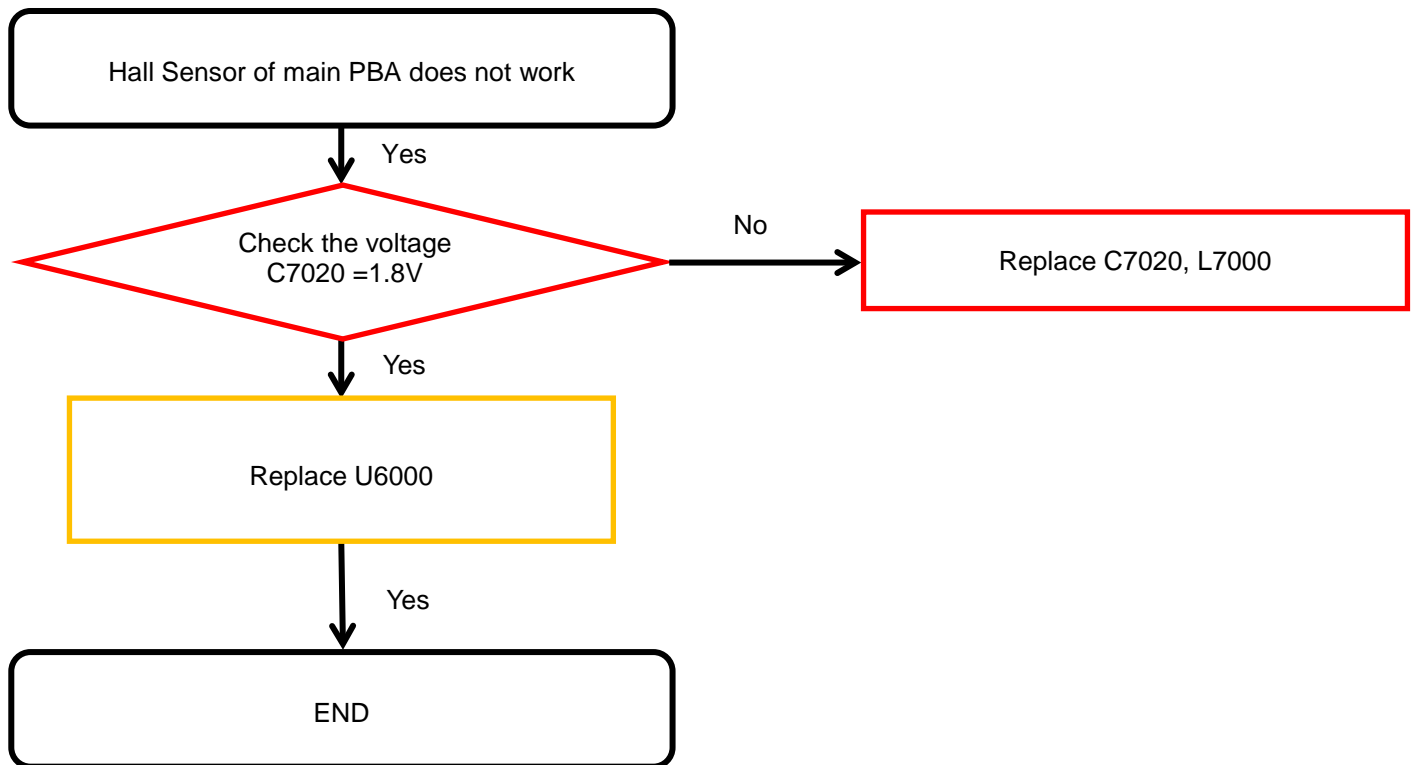 Hall Sensor of main PBA does not work
Yes
Check the voltage
C7020 =1.8V
No
Replace C7020, L7000
Yes
Replace U6000
Yes
END